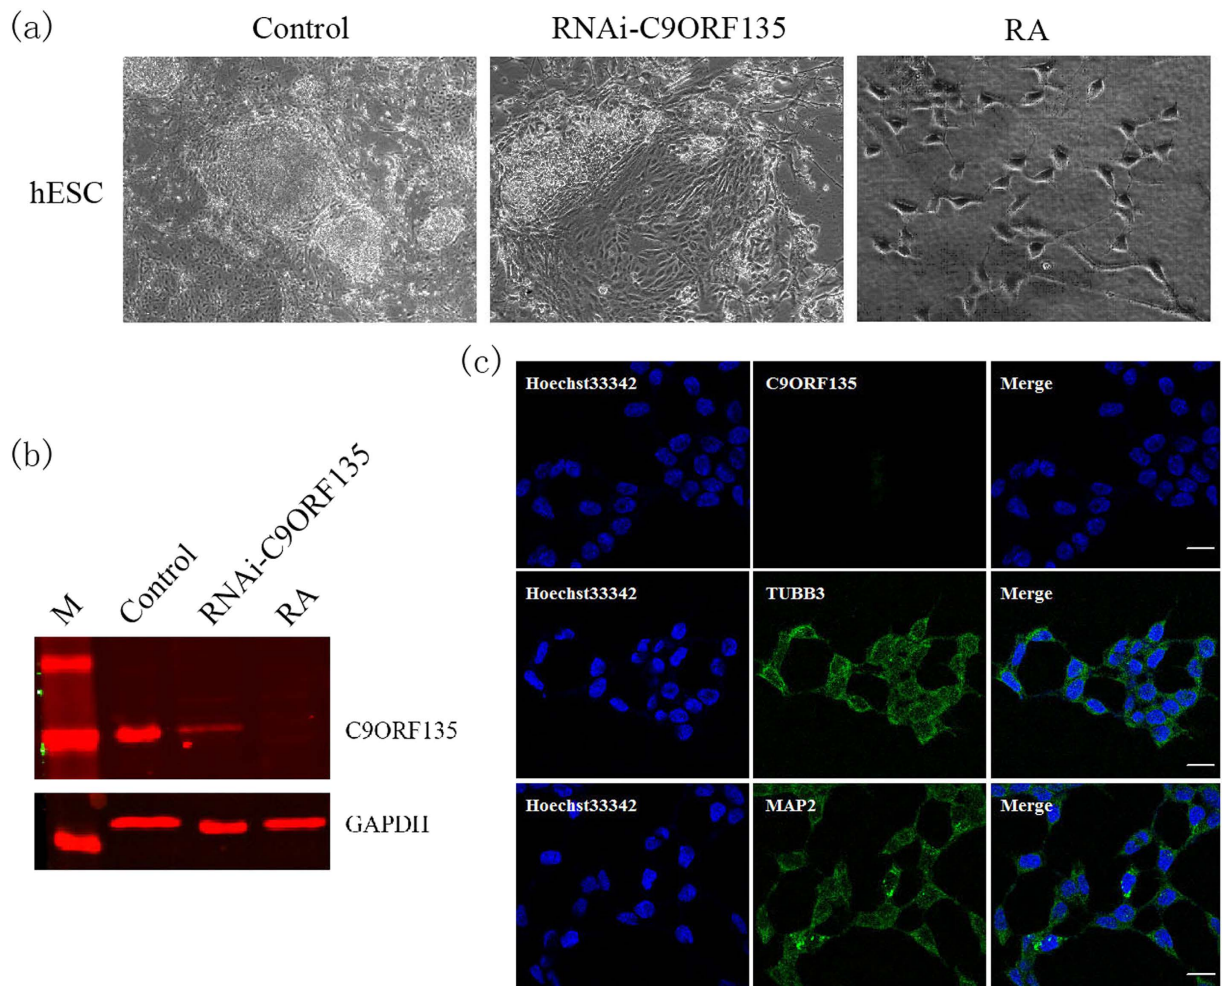 (a)
Control
RNAi-C9ORF135
RA
hESC
(b)
M
Control
RNAi-C9ORF135
RA
C9ORF135
GAPDH
(c)
Hoechst33342
C9ORF135
Merge
Hoechst33342
TUBB3
Merge
Hoechst33342
MAP2
Merge